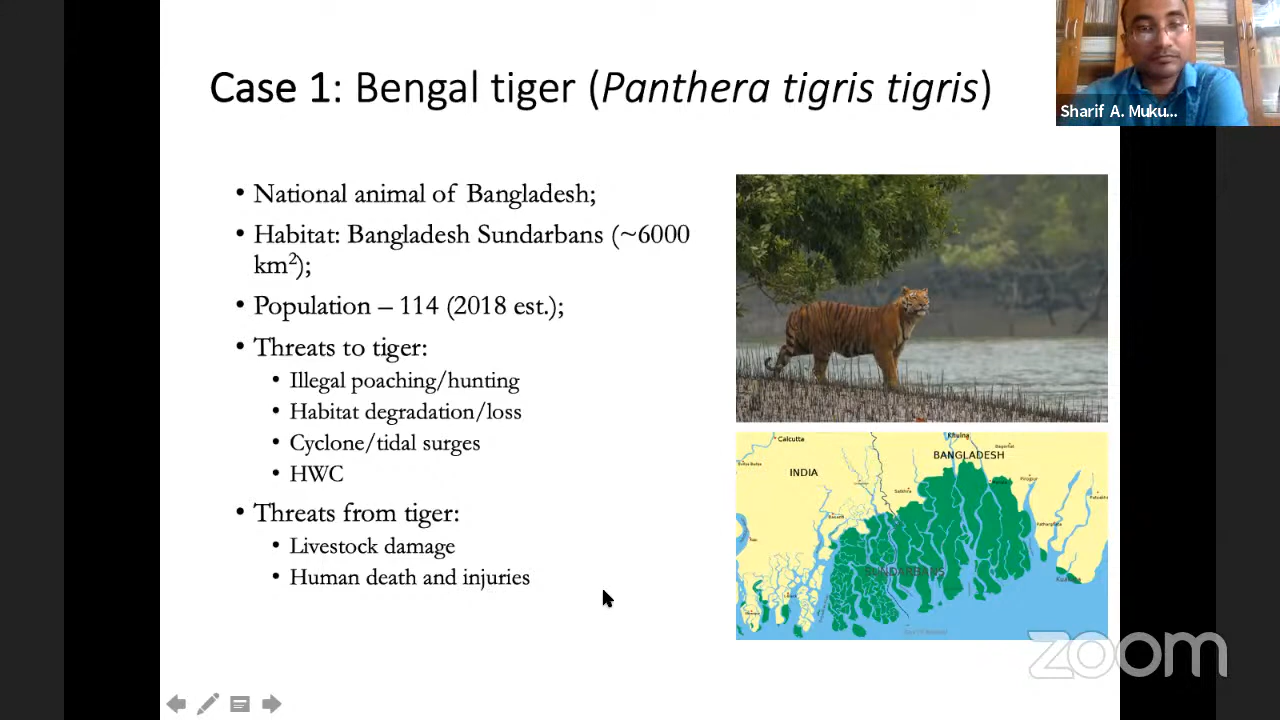 Case 1: Bengal tiger (Panthera tigris tigris)
Sharif A. Muku...
• National animal of Bangladesh;
• Habitat: Bangladesh Sundarbans (~6000
km²);
• Population – 114 (2018 est.);
• Threats to tiger:
• Illegal poaching/hunting
• Habitat degradation/loss
• Cyclone/tidal surges
• HWC
• Threats from tiger:
• Livestock damage
• Human death and injuries
Calcutta
Khulna
BANGLADESH
INDIA
SUNDARBANS
zoom